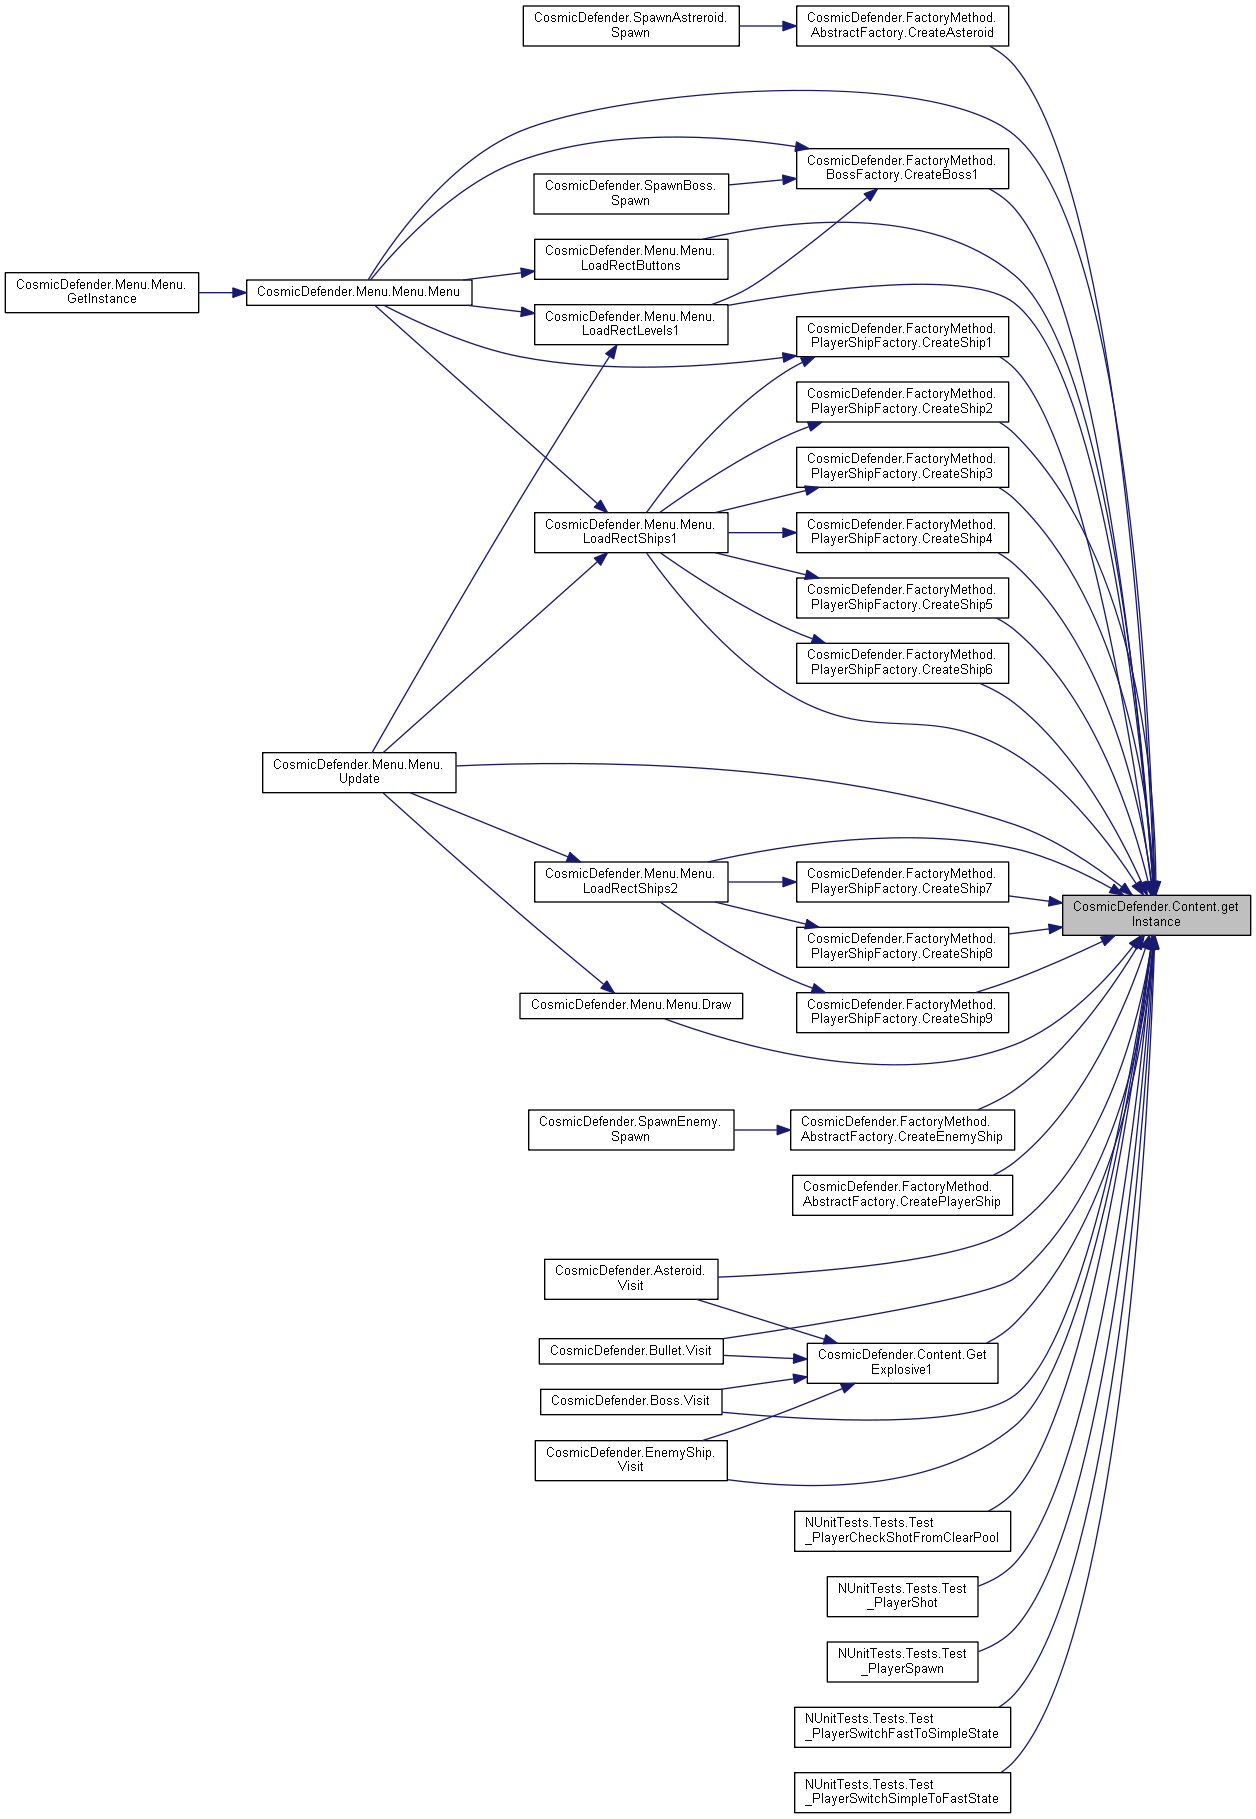 CosmicDefender.SpawnAstreroid.
Spawn
CosmicDefender.FactoryMethod.
AbstractFactory.CreateAsteroid
CosmicDefender.FactoryMethod.
BossFactory.CreateBoss1
CosmicDefender.SpawnBoss.
Spawn
CosmicDefender.Menu.Menu.
LoadRectButtons
CosmicDefender.Menu.Menu.
GetInstance
CosmicDefender.Menu.Menu.Menu
CosmicDefender.Menu.Menu.
LoadRectLevels1
CosmicDefender.FactoryMethod.
PlayerShipFactory.CreateShip1
CosmicDefender.FactoryMethod.
PlayerShipFactory.CreateShip2
CosmicDefender.FactoryMethod.
PlayerShipFactory.CreateShip3
CosmicDefender.Menu.Menu.
LoadRectShips1
CosmicDefender.FactoryMethod.
PlayerShipFactory.CreateShip4
CosmicDefender.FactoryMethod.
PlayerShipFactory.CreateShip5
CosmicDefender.FactoryMethod.
PlayerShipFactory.CreateShip6
CosmicDefender.Menu.Menu.
Update
CosmicDefender.Menu.Menu.
LoadRectShips2
CosmicDefender.FactoryMethod.
PlayerShipFactory.CreateShip7
CosmicDefender.Content.get
Instance
CosmicDefender.FactoryMethod.
PlayerShipFactory.CreateShip8
CosmicDefender.Menu.Menu.Draw
CosmicDefender.FactoryMethod.
PlayerShipFactory.CreateShip9
CosmicDefender.SpawnEnemy.
Spawn
CosmicDefender.FactoryMethod.
AbstractFactory.CreateEnemyShip
CosmicDefender.FactoryMethod.
AbstractFactory.CreatePlayerShip
CosmicDefender.Asteroid.
Visit
CosmicDefender.Bullet.Visit
CosmicDefender.Content.Get
Explosive1
CosmicDefender.Boss.Visit
CosmicDefender.EnemyShip.
Visit
NUnitTests.Tests.Test
_PlayerCheckShotFromClearPool
NUnitTests.Tests.Test
_PlayerShot
NUnitTests.Tests.Test
_PlayerSpawn
NUnitTests.Tests.Test
_PlayerSwitchFastToSimpleState
NUnitTests.Tests.Test
_PlayerSwitchSimpleToFastState